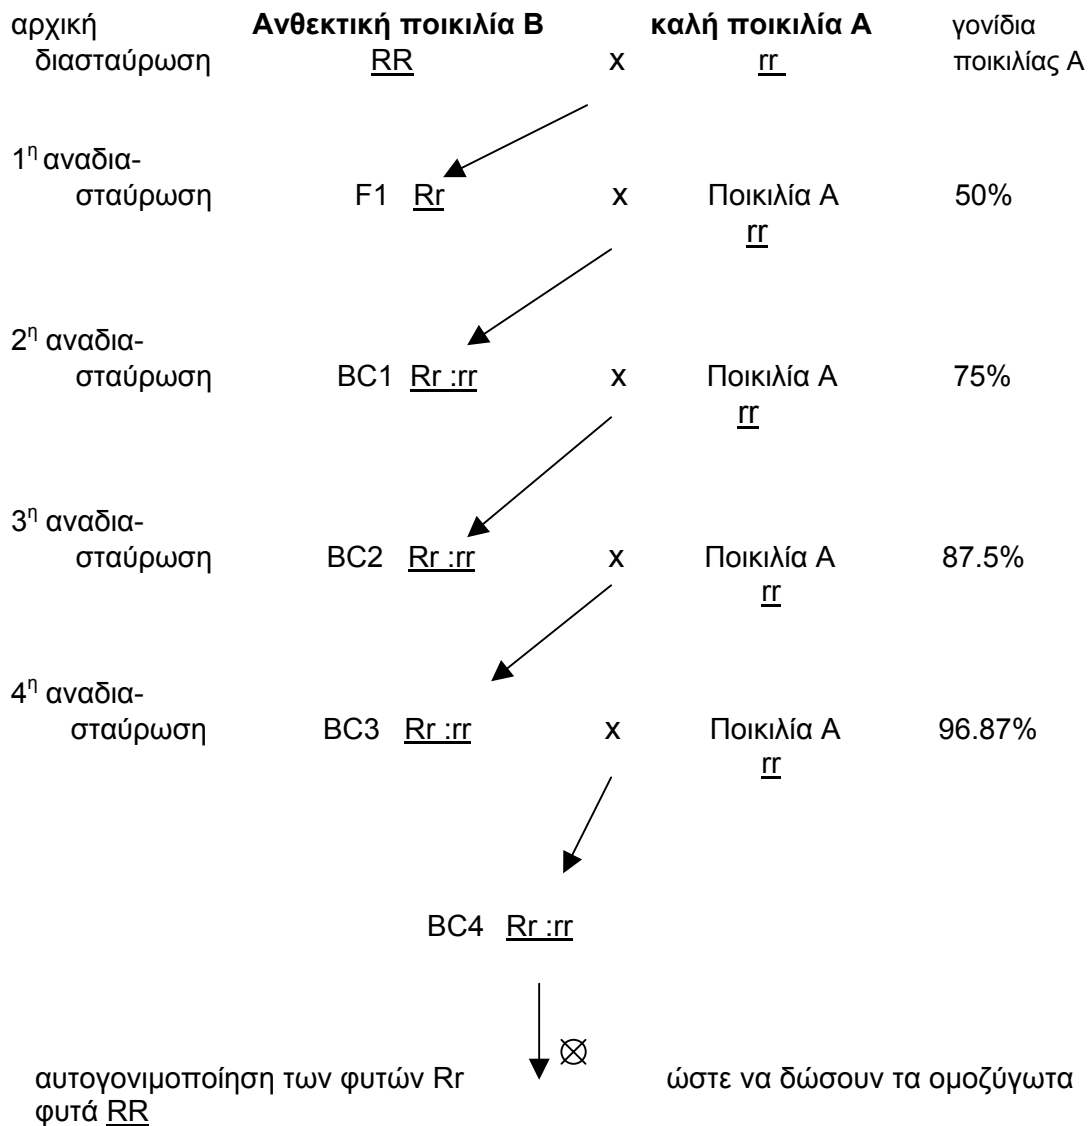 αρχική Ανθεκτική ποικιλία Β καλή ποικιλία Α γονίδια
διασταύρωση RR x rr ποικιλίας Α
1η αναδια-
σταύρωση F1 Rr x Ποικιλία Α 50%
rr
2η αναδια-
σταύρωση BC1 Rr :rr x Ποικιλία Α 75%
rr
3η αναδια-
σταύρωση BC2 Rr :rr x Ποικιλία Α 87.5%
rr
4η αναδια-
σταύρωση BC3 Rr :rr x Ποικιλία Α 96.87%
rr
BC4 Rr :rr
⊗
αυτογονιμοποίηση των φυτών Rr ώστε να δώσουν τα ομοζύγωτα
φυτά RR